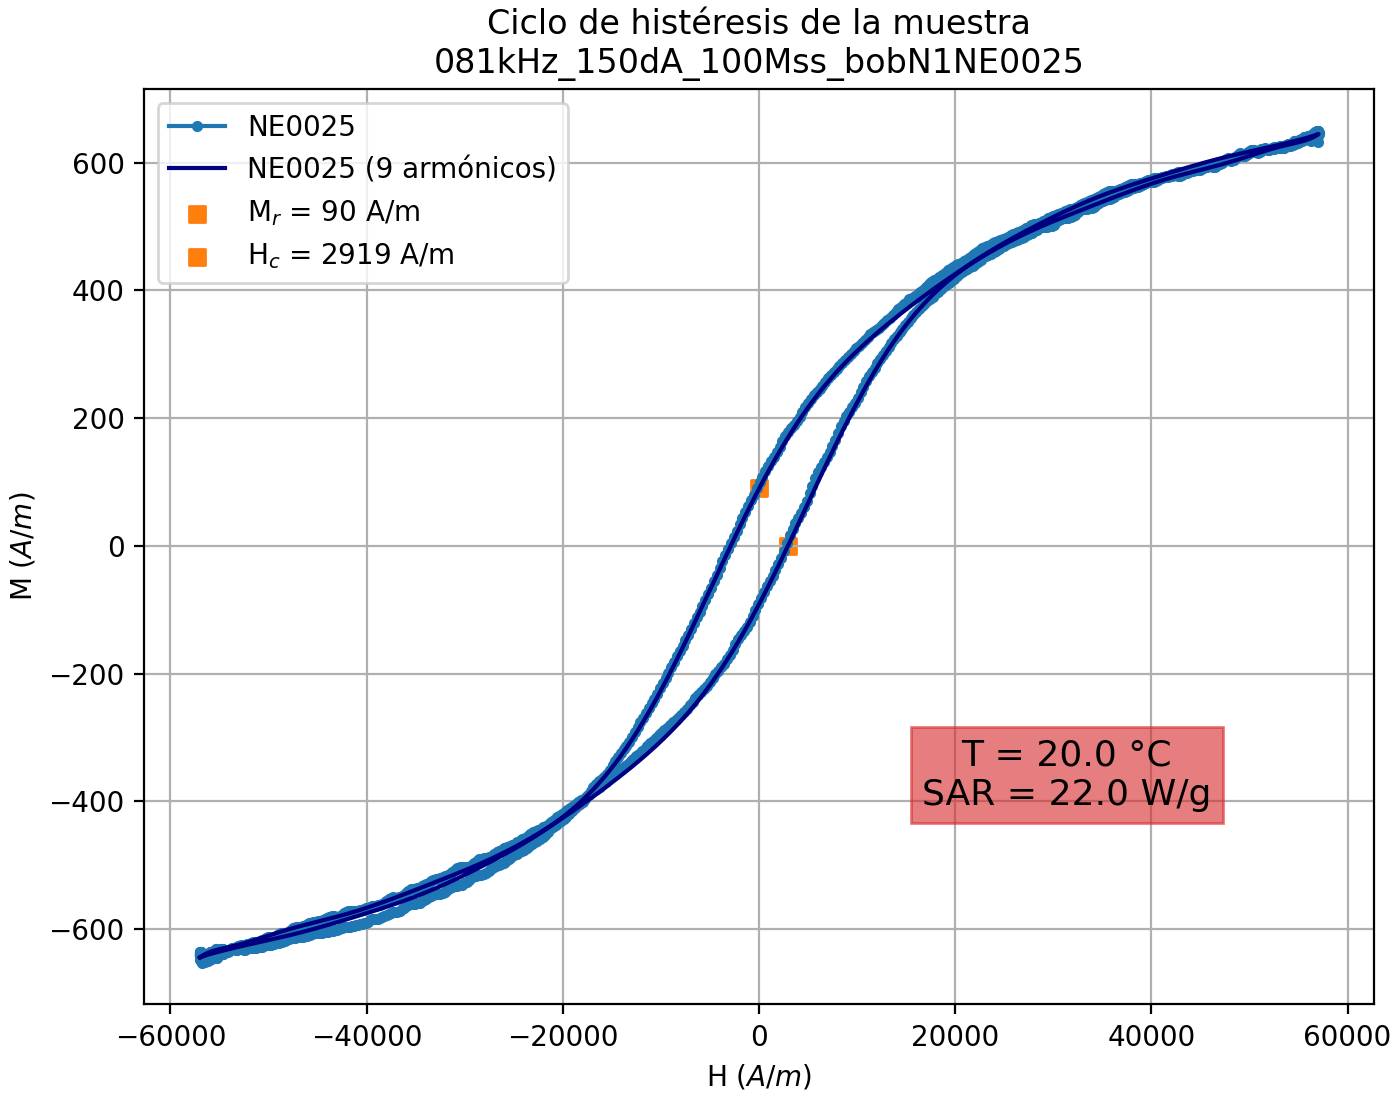 Ciclo de histéresis de la muestra
081kHz_150dA_100Mss_bobN1NE0025
NE0025
NE0025 (9 armónicos)
Mᵣ = 90 A/m
H꜀ = 2919 A/m
600
400
200
0
−200
−400
−600
M (A/m)
T = 20.0 °C
SAR = 22.0 W/g
−60000 −40000 −20000 0 20000 40000 60000
H (A/m)